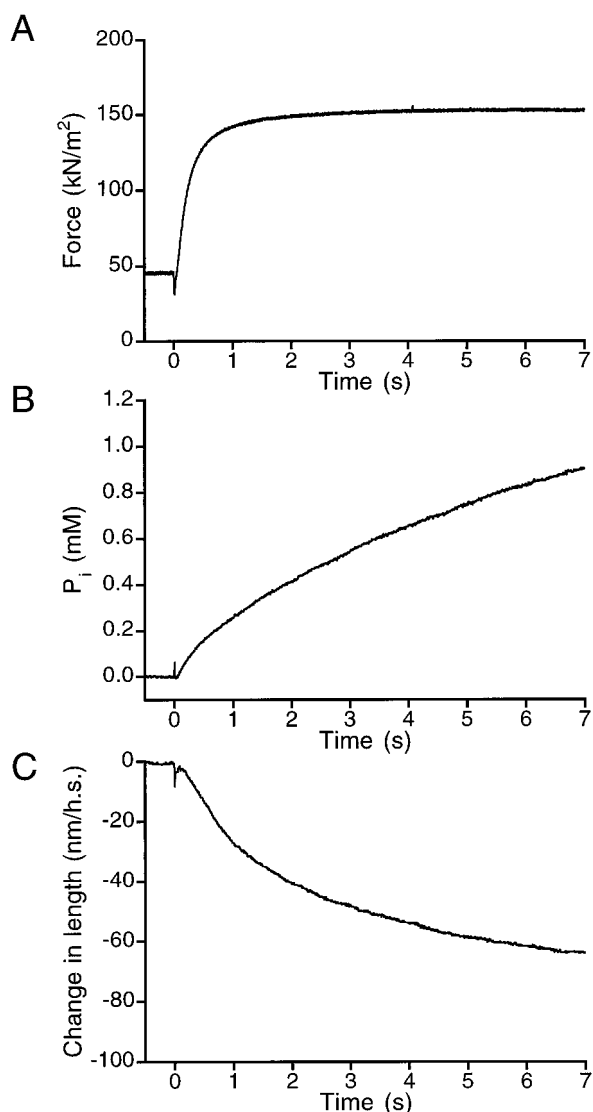 A
200
150
100
50
0
Force (kN/m²)
0 1 2 3 4 5 6 7
Time (s)
B
1.2
1.0
0.8
0.6
0.4
0.2
0.0
Pi (mM)
0 1 2 3 4 5 6 7
Time (s)
C
0
-20
-40
-60
-80
-100
Change in length (nm/h.s.)
0 1 2 3 4 5 6 7
Time (s)